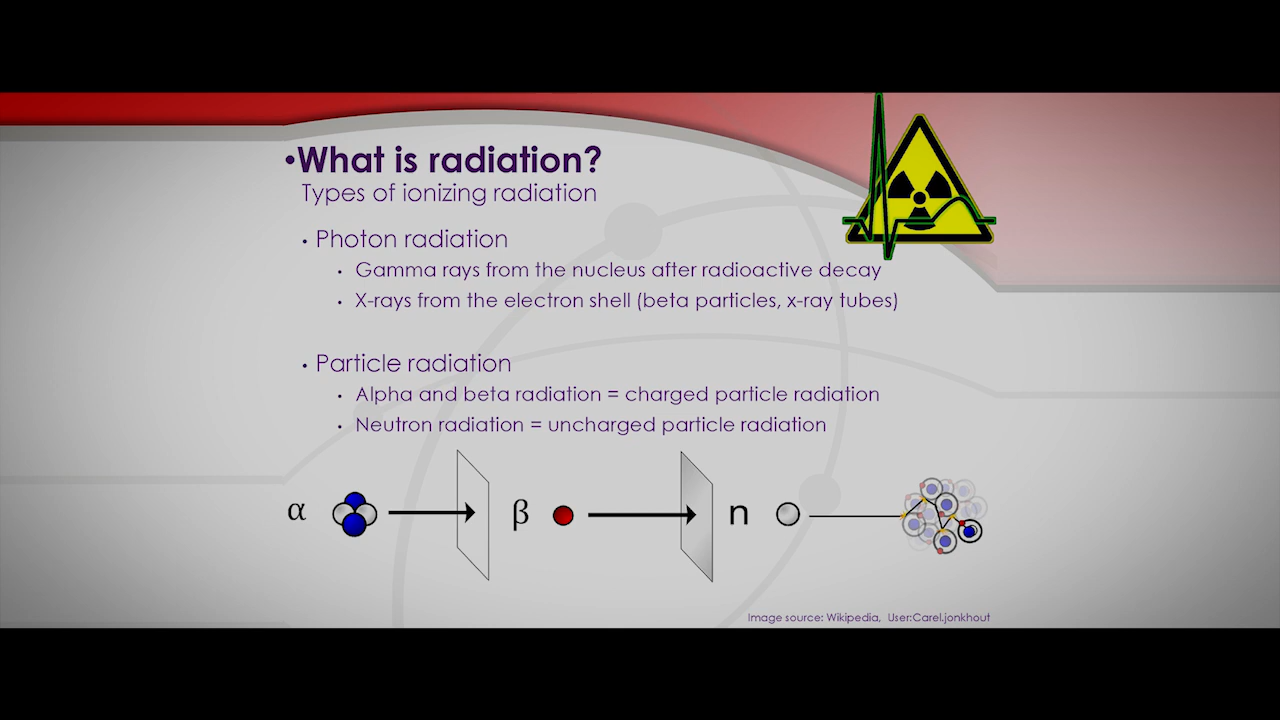 •What is radiation?
Types of ionizing radiation
• Photon radiation
• Gamma rays from the nucleus after radioactive decay
• X-rays from the electron shell (beta particles, x-ray tubes)
• Particle radiation
• Alpha and beta radiation = charged particle radiation
• Neutron radiation = uncharged particle radiation
α β n
Image source: Wikipedia, User:Carel.jonkhout